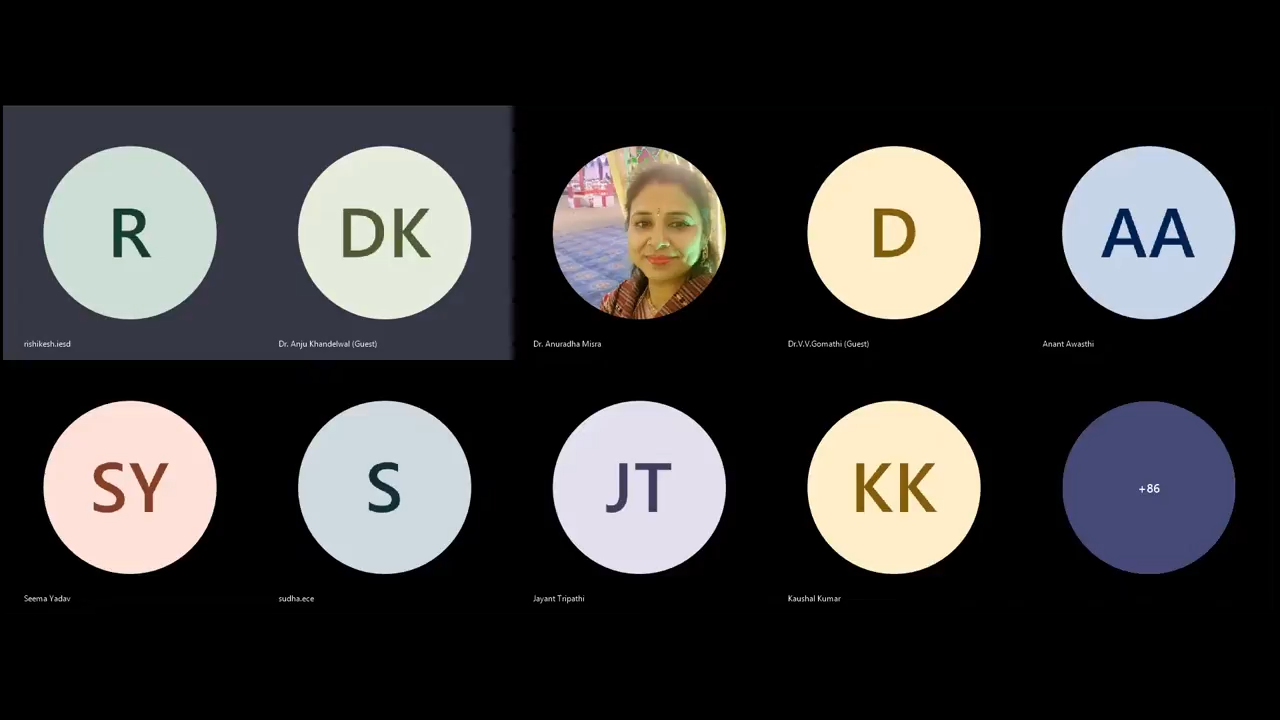 R
DK
D
AA
rishikesh.iesd
Dr. Anju Khandelwal (Guest)
Dr. Anuradha Misra
Dr.V.V.Gomathi (Guest)
Anant Awasthi
SY
S
JT
KK
+86
Seema Yadav
sudha.ece
Jayant Tripathi
Kaushal Kumar